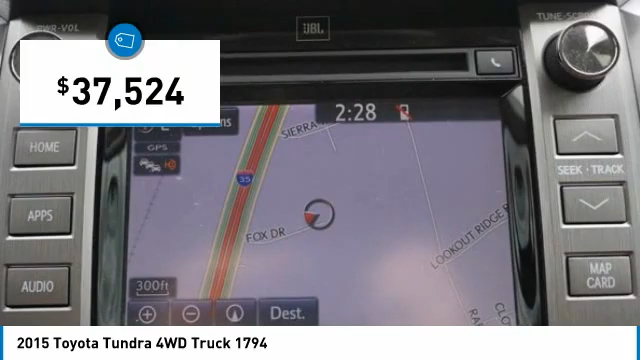 PWR·VOL
JBL
TUNE·SCROLL
$37,524
2:28
SIERRA
GPS
HOME
35
SEEK · TRACK
APPS
FOX DR
LOOKOUT RIDGE
300ft
MAP
CARD
AUDIO
Dest.
2015 Toyota Tundra 4WD Truck 1794